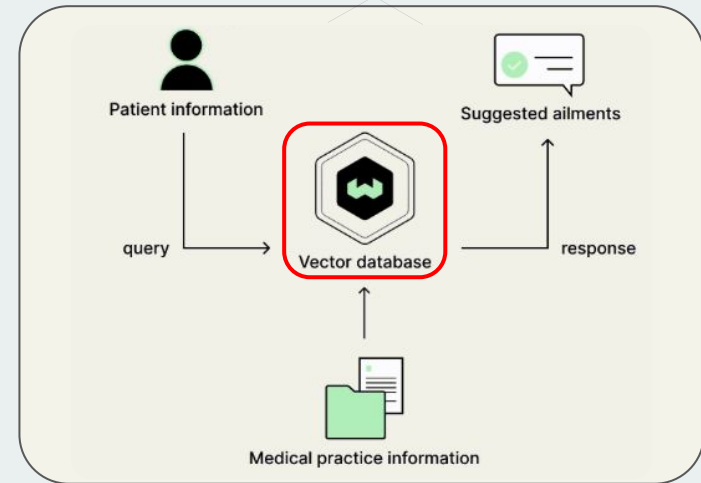 Patient information
Suggested ailments
query
Vector database
response
Medical practice information